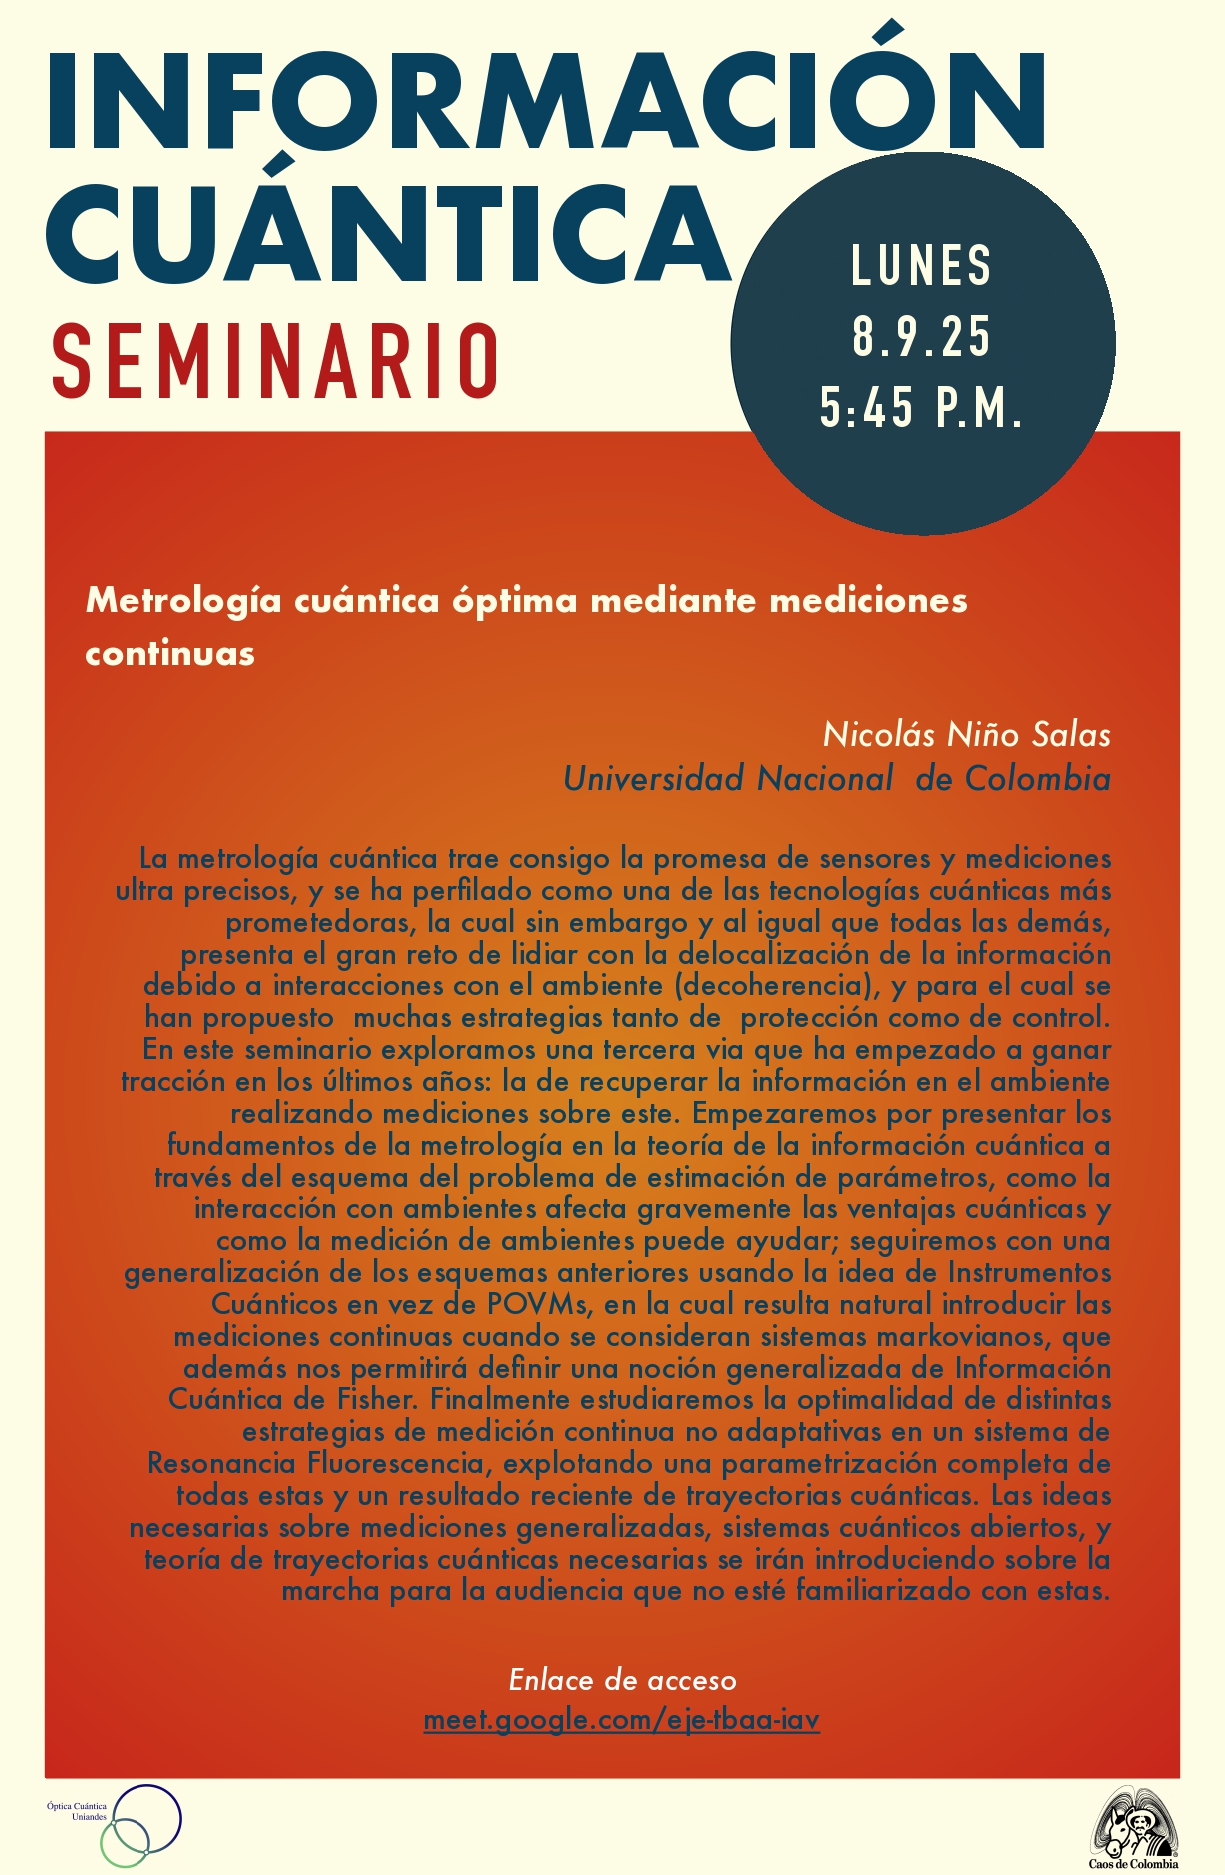 INFORMACIÓN
CUÁNTICA
SEMINARIO
LUNES
8.9.25
5:45 P.M.
Metrología cuántica óptima mediante mediciones
continuas
Nicolás Niño Salas
Universidad Nacional de Colombia
La metrología cuántica trae consigo la promesa de sensores y mediciones
ultra precisos, y se ha perfilado como una de las tecnologías cuánticas más
prometedoras, la cual sin embargo y al igual que todas las demás,
presenta el gran reto de lidiar con la delocalización de la información
debido a interacciones con el ambiente (decoherencia), y para el cual se
han propuesto muchas estrategias tanto de protección como de control.
En este seminario exploramos una tercera via que ha empezado a ganar
tracción en los últimos años: la de recuperar la información en el ambiente
realizando mediciones sobre este. Empezaremos por presentar los
fundamentos de la metrología en la teoría de la información cuántica a
través del esquema del problema de estimación de parámetros, como la
interacción con ambientes afecta gravemente las ventajas cuánticas y
como la medición de ambientes puede ayudar; seguiremos con una
generalización de los esquemas anteriores usando la idea de Instrumentos
Cuánticos en vez de POVMs, en la cual resulta natural introducir las
mediciones continuas cuando se consideran sistemas markovianos, que
además nos permitirá definir una noción generalizada de Información
Cuántica de Fisher. Finalmente estudiaremos la optimalidad de distintas
estrategias de medición continua no adaptativas en un sistema de
Resonancia Fluorescencia, explotando una parametrización completa de
todas estas y un resultado reciente de trayectorias cuánticas. Las ideas
necesarias sobre mediciones generalizadas, sistemas cuánticos abiertos, y
teoría de trayectorias cuánticas necesarias se irán introduciendo sobre la
marcha para la audiencia que no esté familiarizado con estas.
Enlace de acceso
meet.google.com/eje-tbaa-iav
Óptica Cuántica
Uniandes
Caos de Colombia